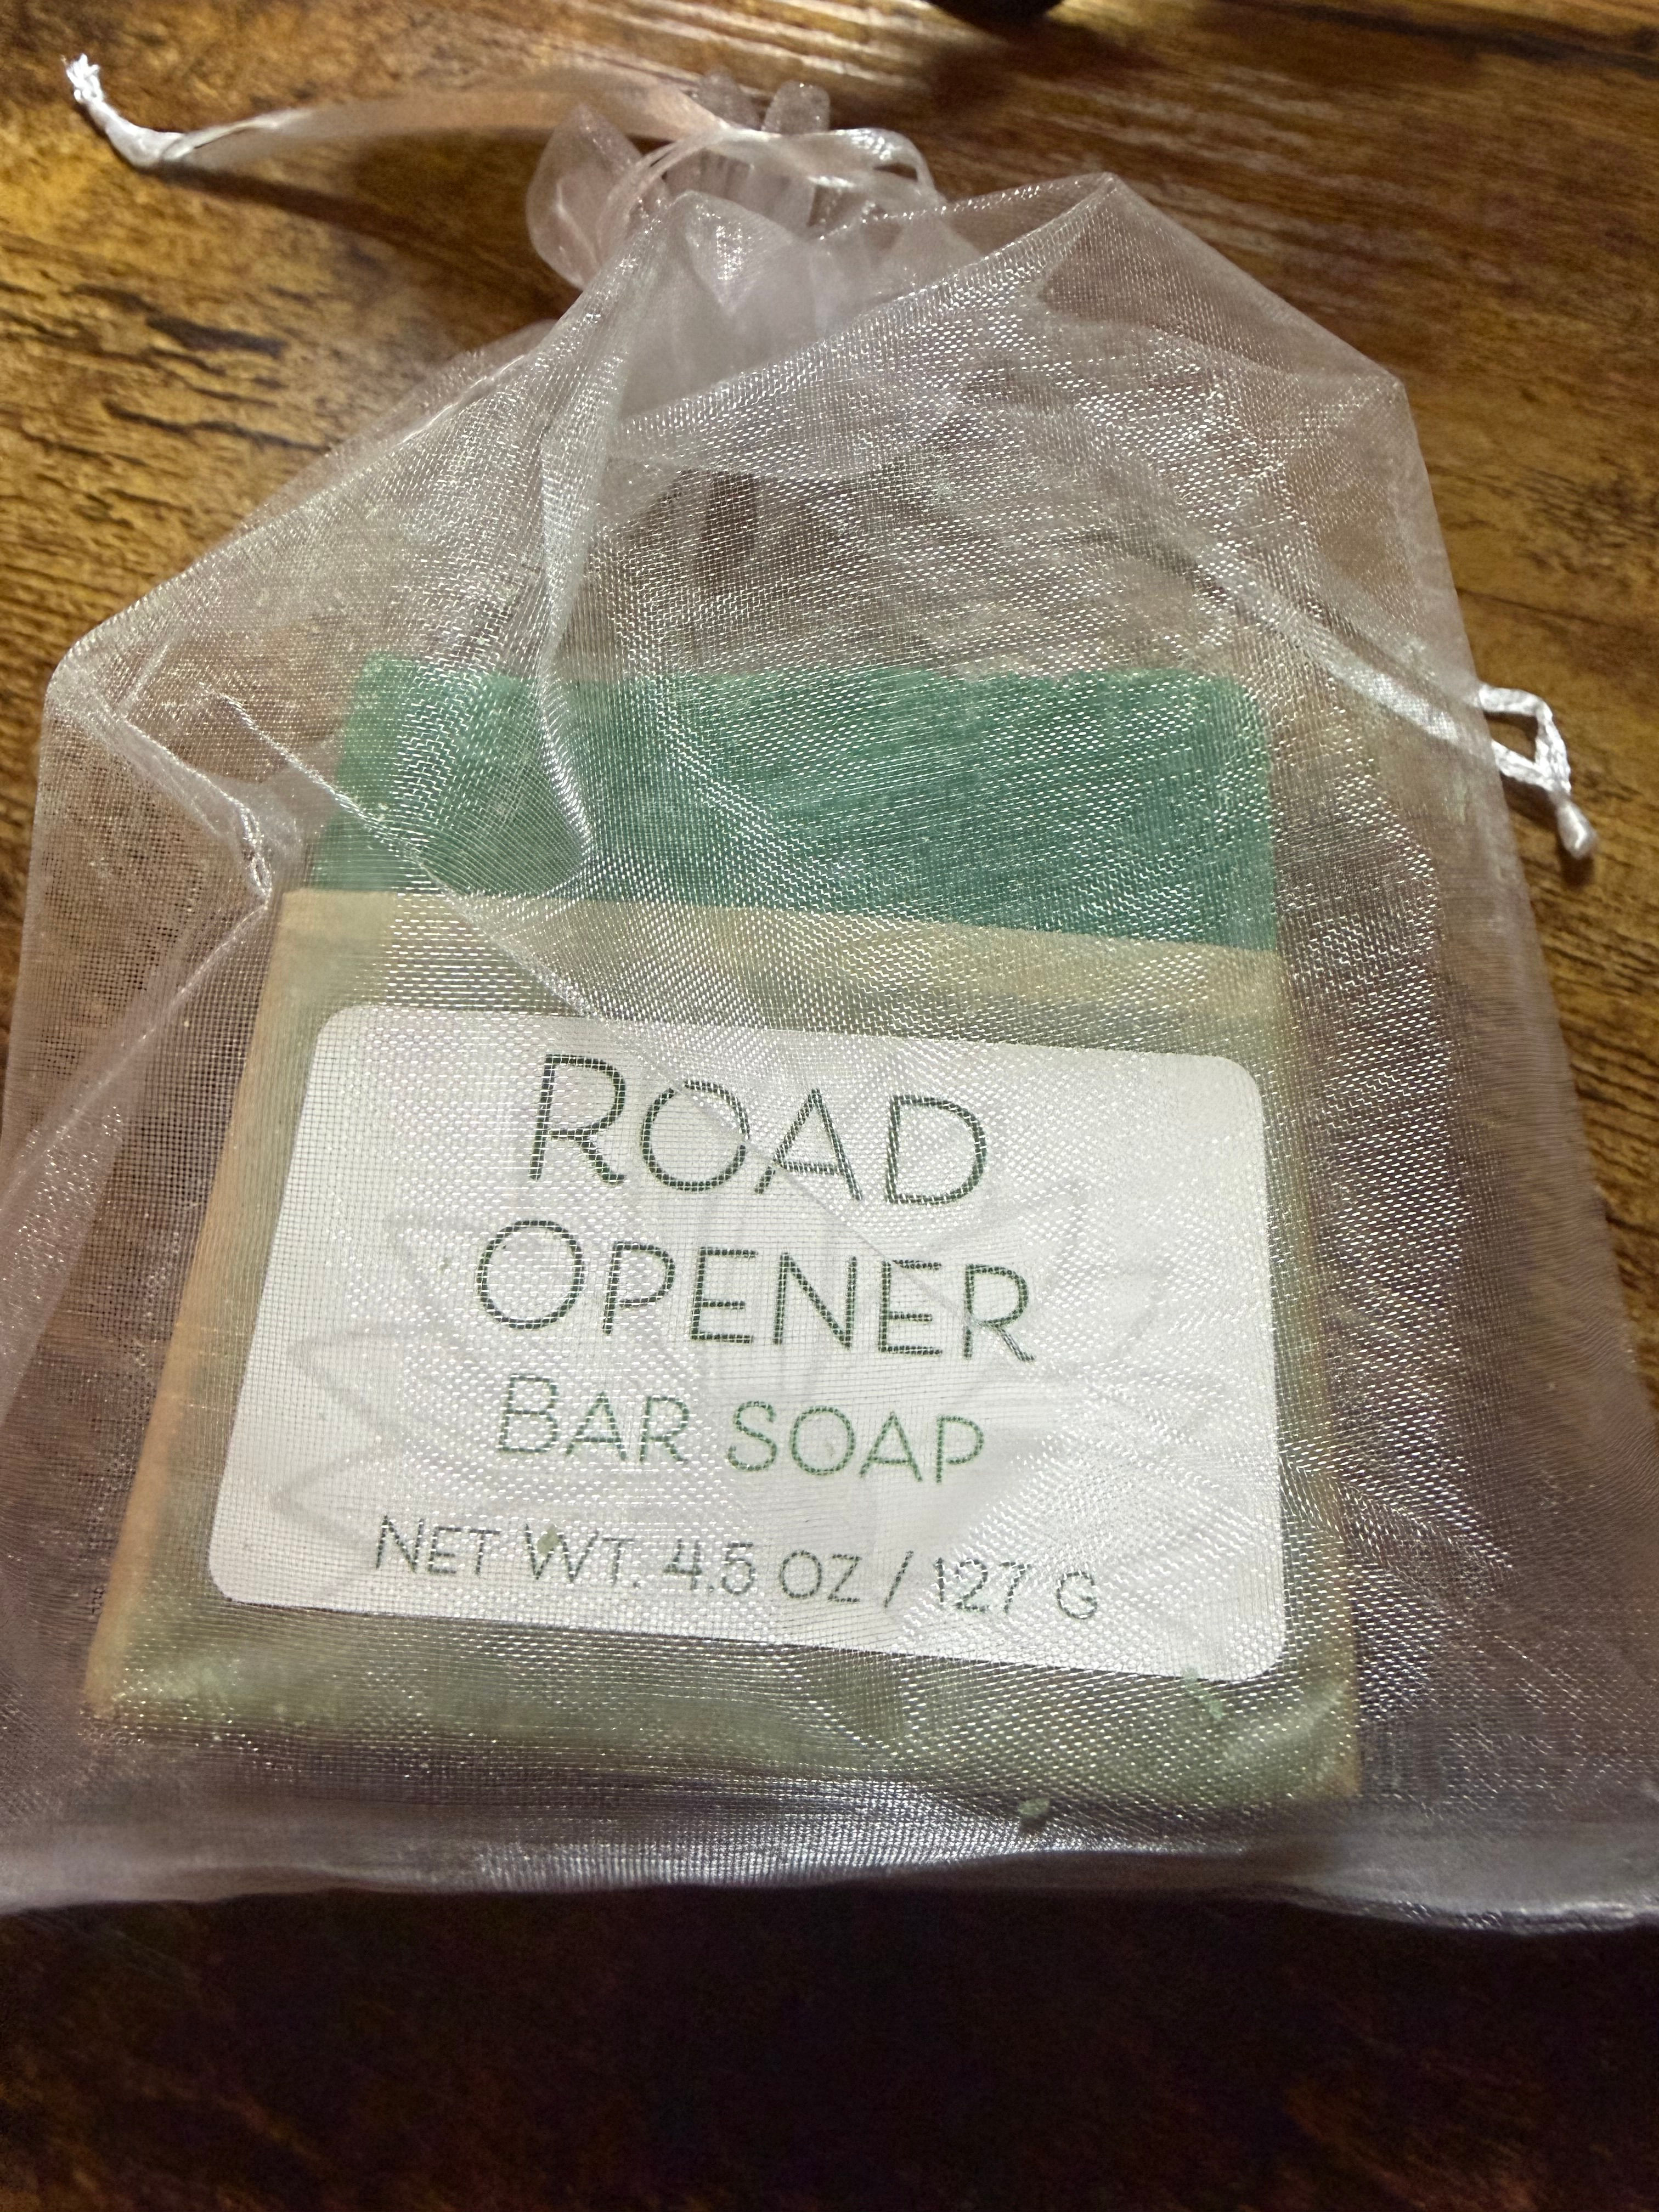 ROAD
OPENER
BAR SOAP
NET WT. 4.5 OZ / 127 G